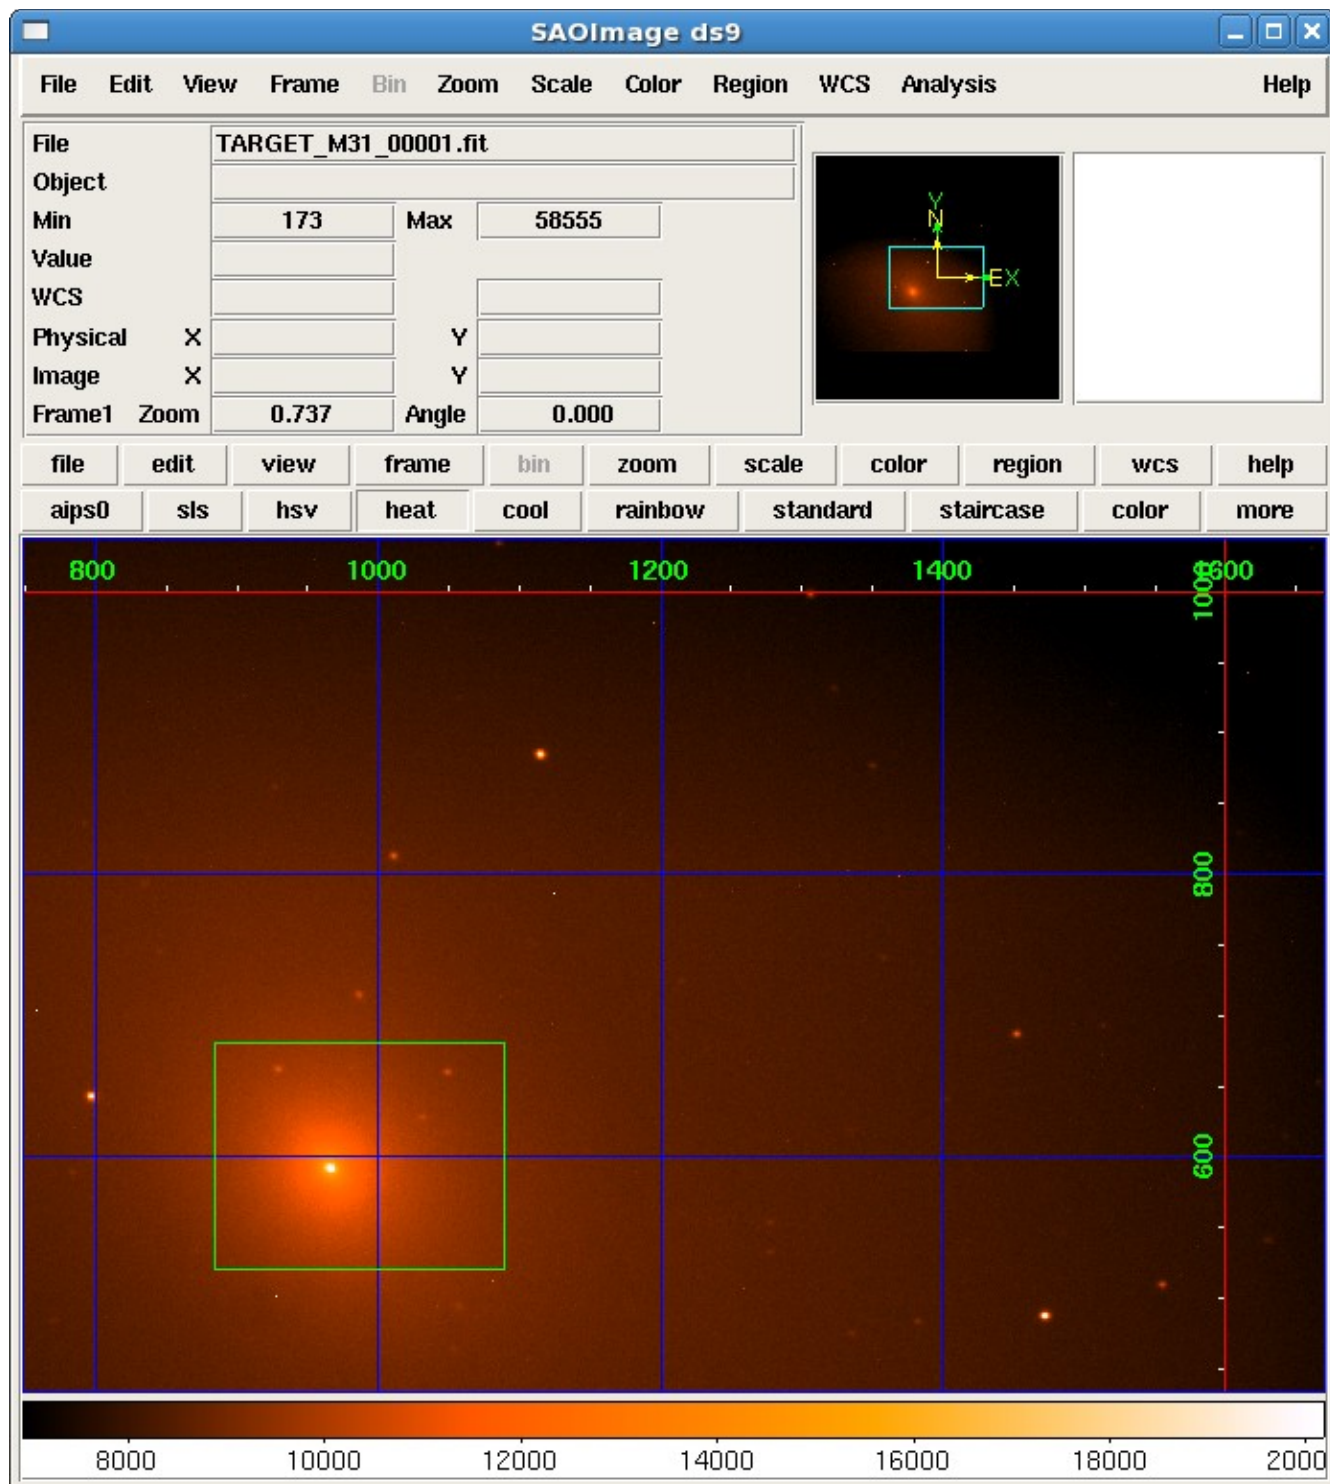 SAOImage ds9
File Edit View Frame Bin Zoom Scale Color Region WCS Analysis Help
File TARGET_M31_00001.fit
Object
Min 173 Max 58555
Value
WCS
Physical X Y
Image X Y
Frame1 Zoom 0.737 Angle 0.000
Y
N
E X
file edit view frame bin zoom scale color region wcs help
aips0 sls hsv heat cool rainbow standard staircase color more
800 1000 1200 1400 1600
1000
800
600
8000 10000 12000 14000 16000 18000 2000